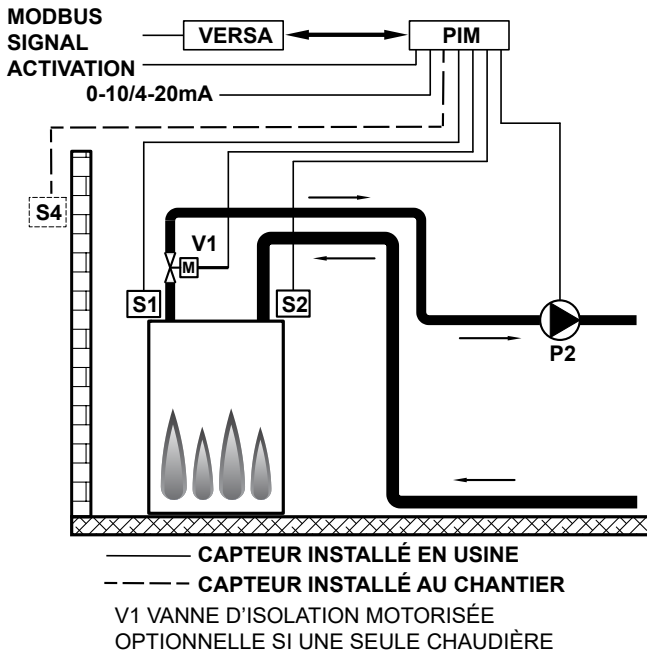 MODBUS
SIGNAL
ACTIVATION
VERSA
PIM
0-10/4-20mA
S4
V1
M
S1
S2
P2
CAPTEUR INSTALLÉ EN USINE
CAPTEUR INSTALLÉ AU CHANTIER
V1 VANNE D'ISOLATION MOTORISÉE
OPTIONNELLE SI UNE SEULE CHAUDIÈRE